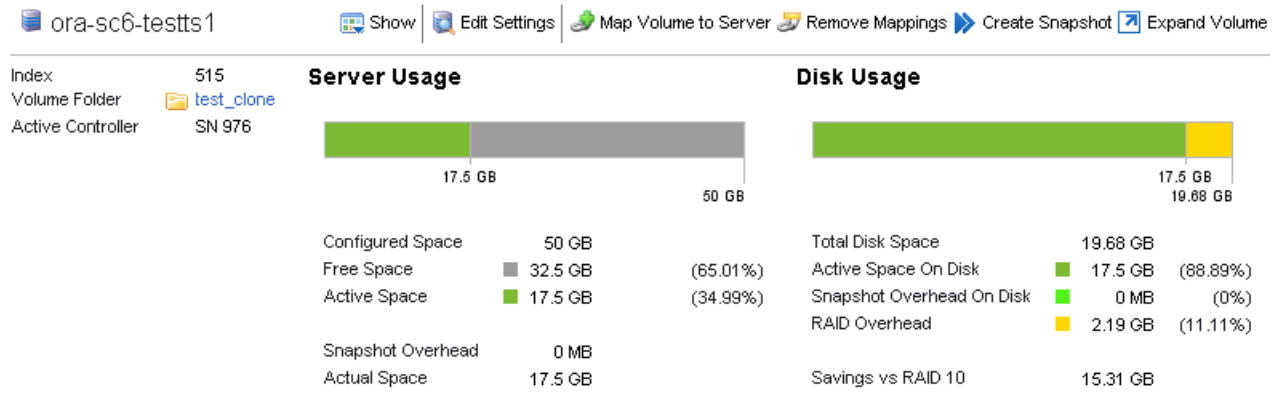 ora-sc6-testts1 Show Edit Settings Map Volume to Server Remove Mappings Create Snapshot Expand Volume
Index 515
Volume Folder test_clone
Active Controller SN 976
Server Usage
17.5 GB
50 GB
Configured Space 50 GB
Free Space 32.5 GB (65.01%)
Active Space 17.5 GB (34.99%)
Snapshot Overhead 0 MB
Actual Space 17.5 GB
Disk Usage
17.5 GB
19.68 GB
Total Disk Space 19.68 GB
Active Space On Disk 17.5 GB (88.89%)
Snapshot Overhead On Disk 0 MB (0%)
RAID Overhead 2.19 GB (11.11%)
Savings vs RAID 10 15.31 GB